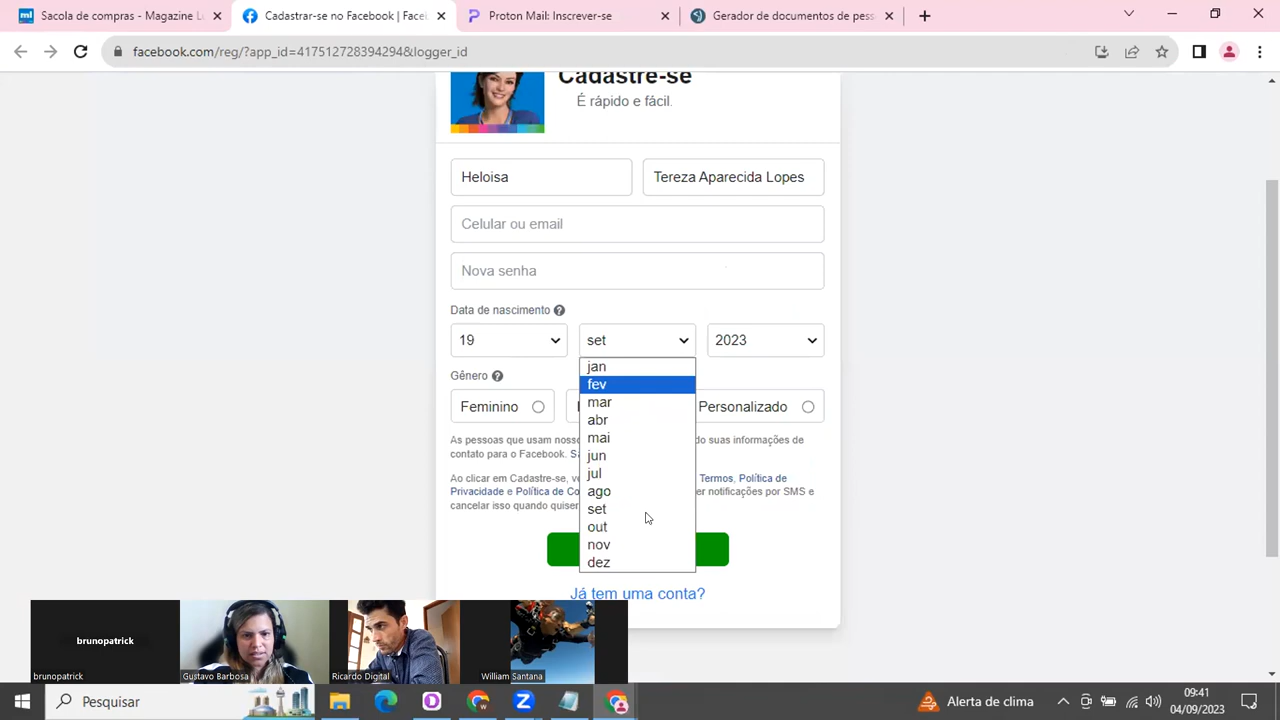 Sacola de compras - Magazine L
Cadastrar-se no Facebook | Face
Proton Mail: Inscrever-se
Gerador de documentos de pess
facebook.com/reg/?app_id=417512728394294&logger_id
Cadastre-se
É rápido e fácil.
Heloisa
Tereza Aparecida Lopes
Celular ou email
Nova senha
Data de nascimento
19
set
2023
jan
fev
mar
abr
mai
jun
jul
ago
set
out
nov
dez
Gênero
Feminino
Personalizado
As pessoas que usam nosso do suas informações de
contato para o Facebook.
Ao clicar em Cadastre-se, Termos, Política de
Privacidade e Política de er notificações por SMS e
cancelar isso quando
Já tem uma conta?
brunopatrick
brunopatrick
Gustavo Barbosa
Ricardo Digital
William Santana
Pesquisar
Alerta de clima
09:41
04/09/2023